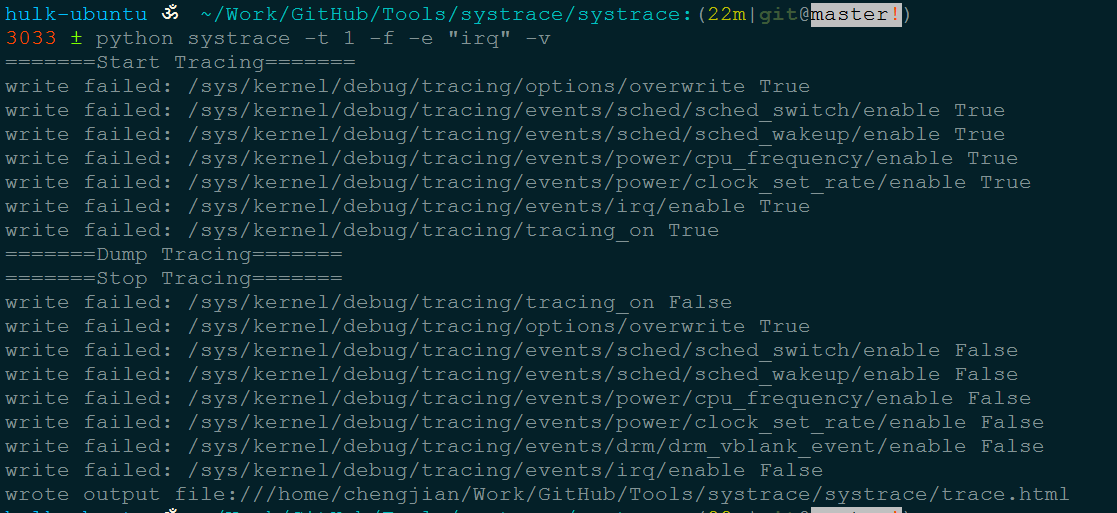 hulk-ubuntu ॐ ~/Work/GitHub/Tools/systrace/systrace:(22m|git@master!)
3033 ± python systrace -t 1 -f -e "irq" -v
=======Start Tracing=======
write failed: /sys/kernel/debug/tracing/options/overwrite True
write failed: /sys/kernel/debug/tracing/events/sched/sched_switch/enable True
write failed: /sys/kernel/debug/tracing/events/sched/sched_wakeup/enable True
write failed: /sys/kernel/debug/tracing/events/power/cpu_frequency/enable True
write failed: /sys/kernel/debug/tracing/events/power/clock_set_rate/enable True
write failed: /sys/kernel/debug/tracing/events/irq/enable True
write failed: /sys/kernel/debug/tracing/tracing_on True
=======Dump Tracing=======
=======Stop Tracing=======
write failed: /sys/kernel/debug/tracing/tracing_on False
write failed: /sys/kernel/debug/tracing/options/overwrite True
write failed: /sys/kernel/debug/tracing/events/sched/sched_switch/enable False
write failed: /sys/kernel/debug/tracing/events/sched/sched_wakeup/enable False
write failed: /sys/kernel/debug/tracing/events/power/cpu_frequency/enable False
write failed: /sys/kernel/debug/tracing/events/power/clock_set_rate/enable False
write failed: /sys/kernel/debug/tracing/events/drm/drm_vblank_event/enable False
write failed: /sys/kernel/debug/tracing/events/irq/enable False
wrote output file:///home/chengjian/Work/GitHub/Tools/systrace/systrace/trace.html